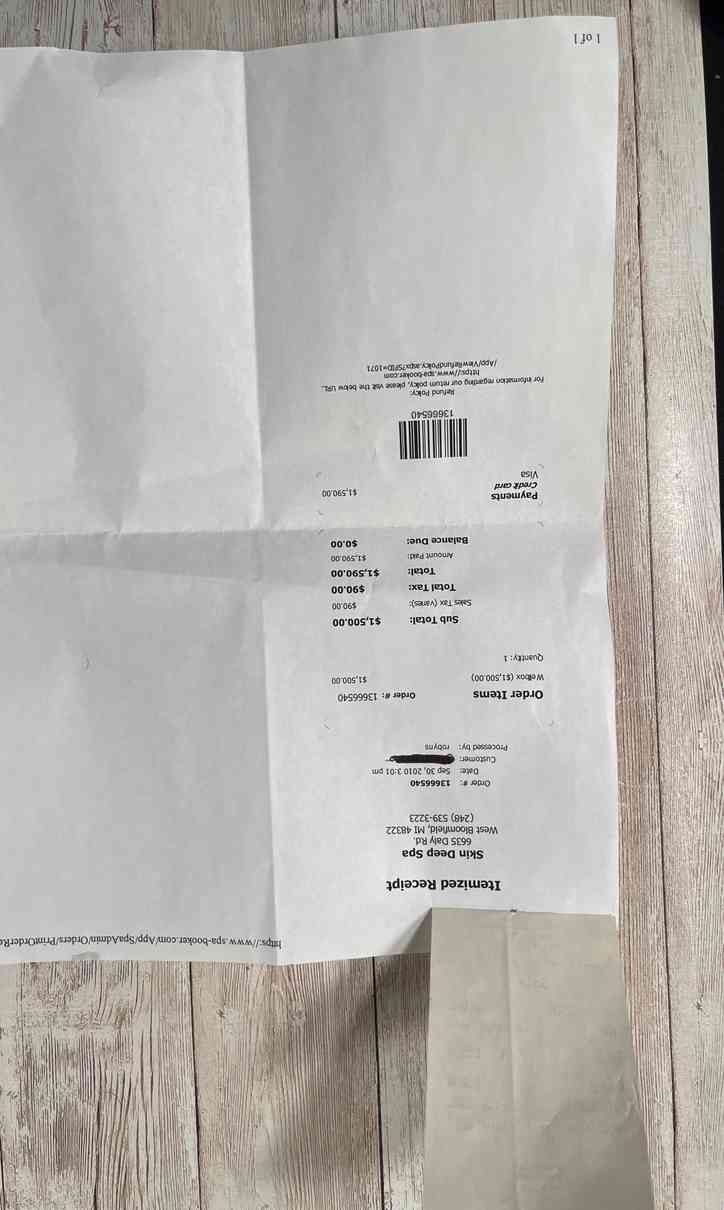 https://www.spa-booker.com/App/SpaAdmin/Orders/PrintOrderRe
Itemized Receipt
Skin Deep Spa
6635 Daly Rd.
West Bloomfield, MI 48322
(248) 539-3223
Order #: 13666540
Date: Sep 30, 2010 3:01 pm
Customer:
Processed by: robyns
Order Items Order #: 13666540
Welbox ($1,500.00) $1,500.00
Quantity: 1
Sub Total: $1,500.00
Sales Tax (varies): $90.00
Total Tax: $90.00
Total: $1,590.00
Amount Paid: $1,590.00
Balance Due: $0.00
Payments
Credit card
Visa $1,590.00
13666540
Refund Policy:
For information regarding our return policy, please visit the below URL.
https://www.spa-booker.com
/App/ViewRefundPolicy.aspx?SFID=1071
1 of 1